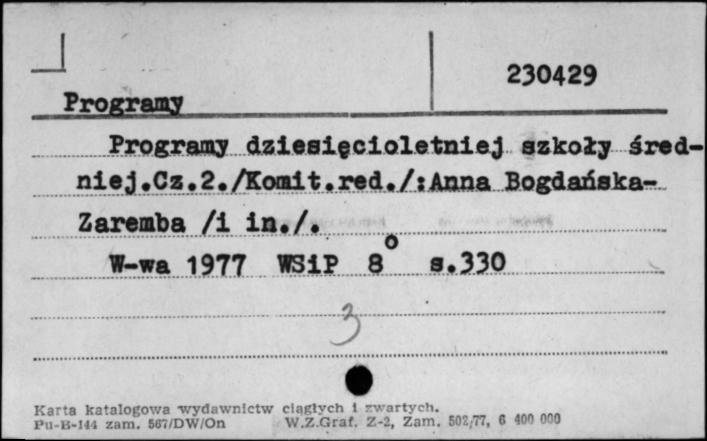 230429
Programy
Programy dziesięcioletniej szkoły śred-
niej.Cz.2./Komit.red./:Anna Bogdańska-
Zaremba /i in./.
W-wa 1977 WSiP 8° s.330
3
Karta katalogowa wydawnictw ciągłych i zwartych.
Pu-B-144 zam. 567/DW/On W.Z.Graf. Z-2, Zam. 502/77, 6 400 000